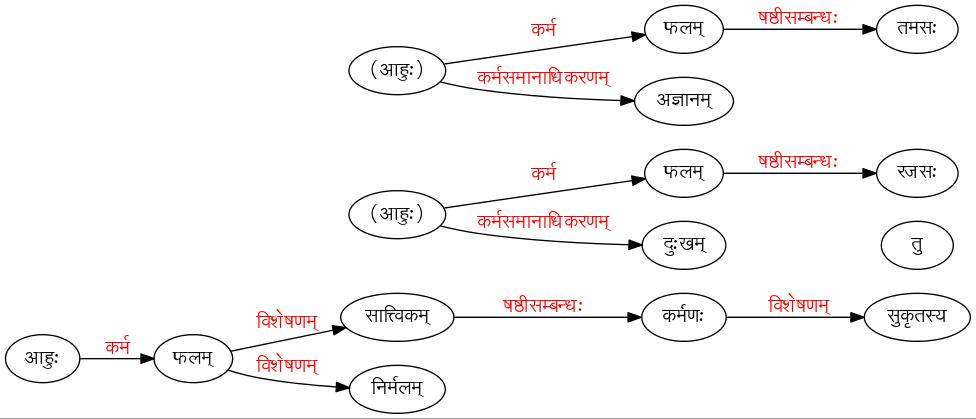 कर्म फलम् षष्ठीसम्बन्धः तमसः
(आहुः)
कर्मसमानाधिकरणम् अज्ञानम्
कर्म फलम् षष्ठीसम्बन्धः रजसः
(आहुः)
कर्मसमानाधिकरणम् दुःखम् तु
विशेषणम् सात्त्विकम् षष्ठीसम्बन्धः कर्मणः विशेषणम् सुकृतस्य
आहुः कर्म फलम्
विशेषणम् निर्मलम्